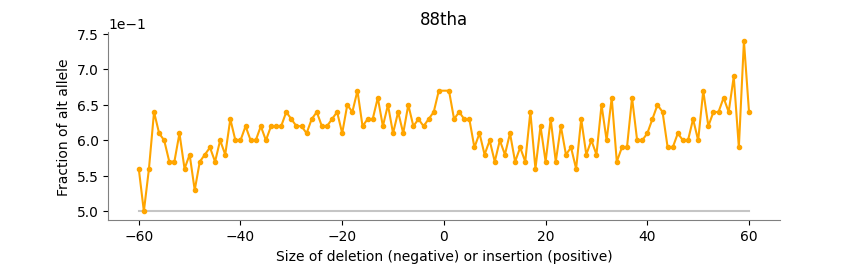 88tha
1e−1
7.5
7.0
6.5
6.0
5.5
5.0
Fraction of alt allele
−60 −40 −20 0 20 40 60
Size of deletion (negative) or insertion (positive)